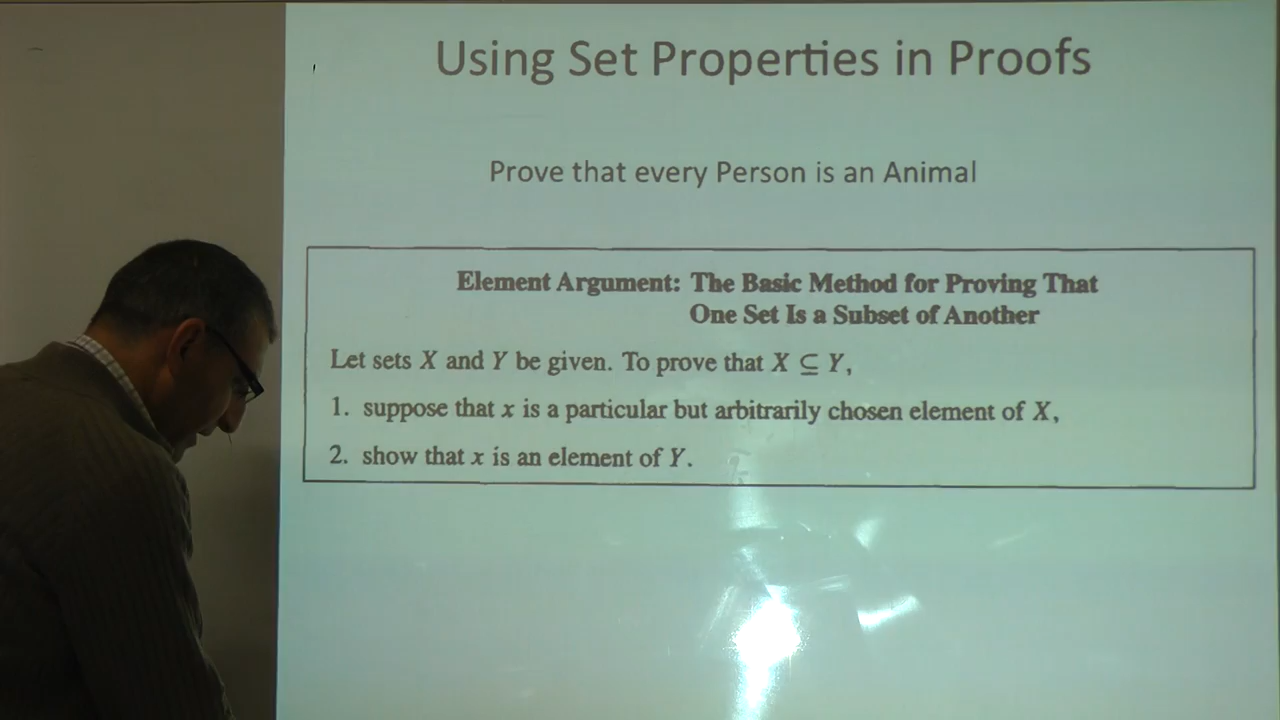 Using Set Properties in Proofs
Prove that every Person is an Animal
Element Argument: The Basic Method for Proving That
One Set Is a Subset of Another
Let sets X and Y be given. To prove that X ⊆ Y,
1. suppose that x is a particular but arbitrarily chosen element of X,
2. show that x is an element of Y.